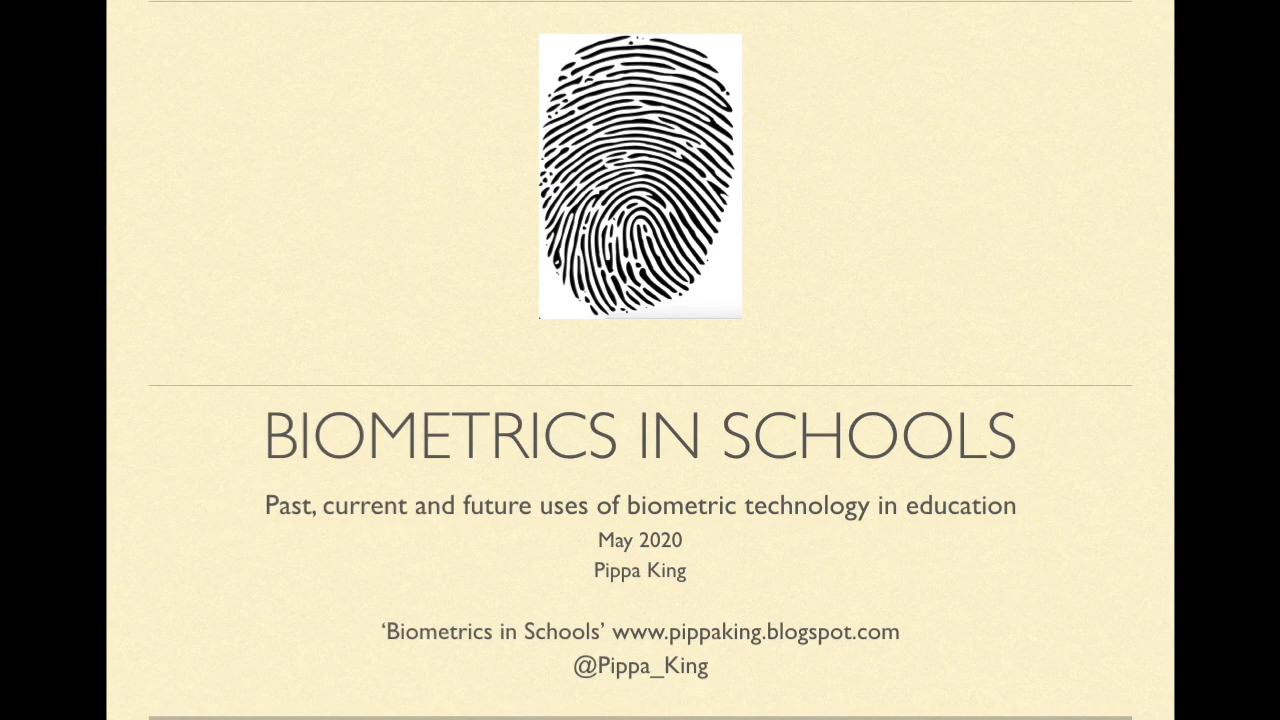 BIOMETRICS IN SCHOOLS
Past, current and future uses of biometric technology in education
May 2020
Pippa King
‘Biometrics in Schools’ www.pippaking.blogspot.com
@Pippa_King